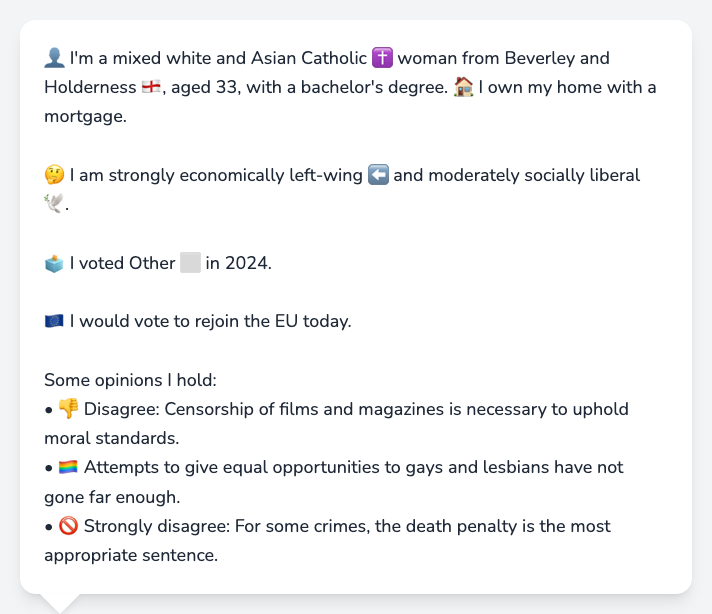 👤 I'm a mixed white and Asian Catholic ✝️ woman from Beverley and
Holderness 🏴󠁧󠁢󠁥󠁮󠁧󠁿, aged 33, with a bachelor's degree. 🏠 I own my home with a
mortgage.
🤔 I am strongly economically left-wing ⬅️ and moderately socially liberal
🕊️.
🗳️ I voted Other ⬜ in 2024.
🇪🇺 I would vote to rejoin the EU today.
Some opinions I hold:
• 👎 Disagree: Censorship of films and magazines is necessary to uphold
moral standards.
• 🏳️‍🌈 Attempts to give equal opportunities to gays and lesbians have not
gone far enough.
• 🚫 Strongly disagree: For some crimes, the death penalty is the most
appropriate sentence.